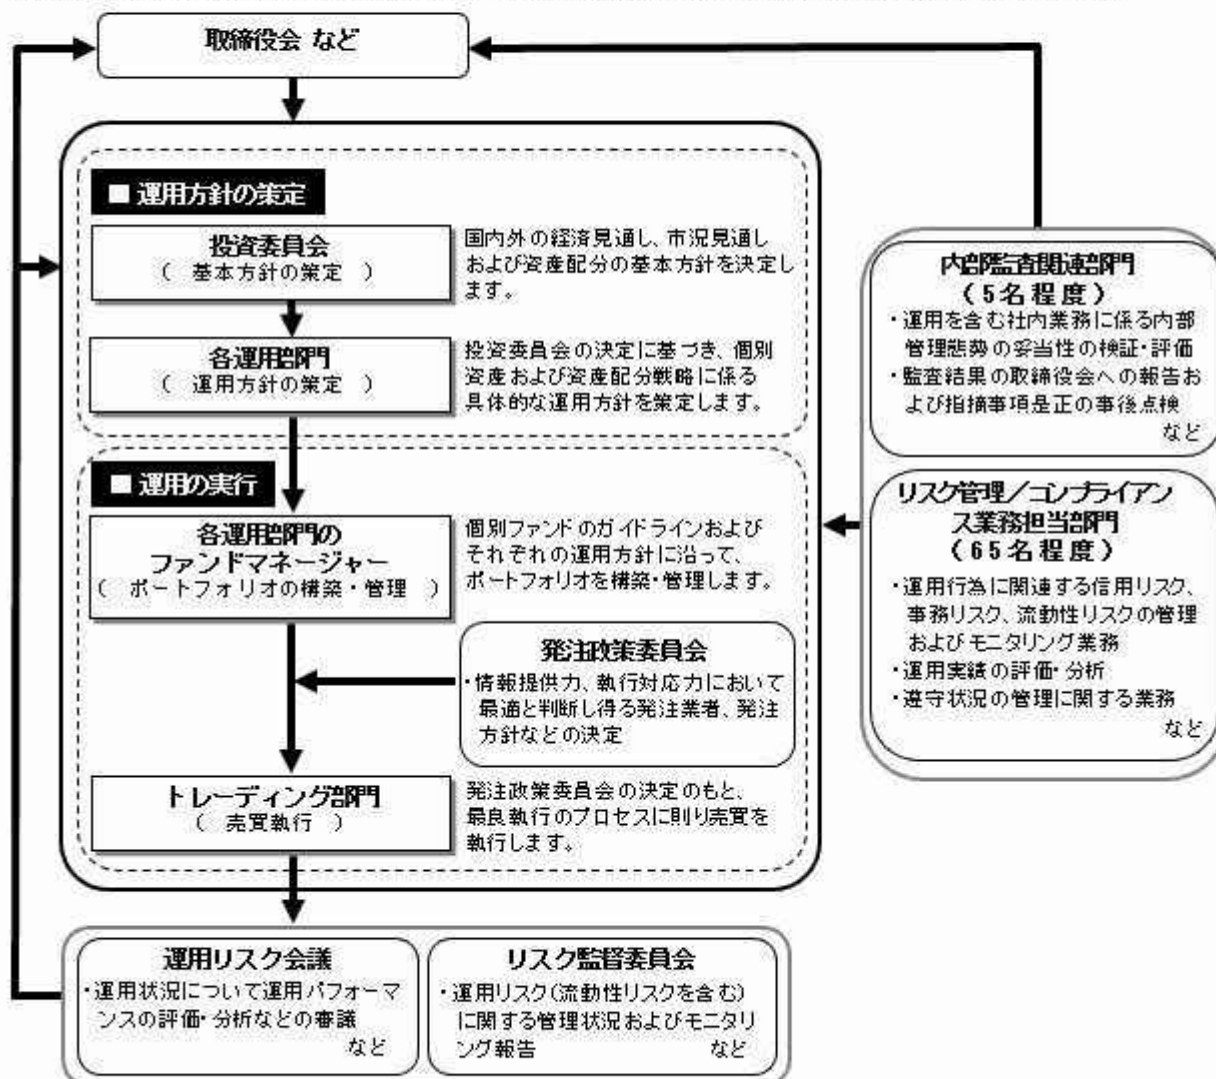 取締役会 など
■ 運用方針の策定
投資委員会
（ 基本方針の策定 ）
国内外の経済見通し、市況見通し
および資産配分の基本方針を決定し
ます。
各運用部門
（ 運用方針の策定 ）
投資委員会の決定に基づき、個別
資産および資産配分戦略に係る
具体的な運用方針を策定します。
■ 運用の実行
各運用部門の
ファンドマネージャー
（ ポートフォリオの構築・管理 ）
個別ファンドのガイドラインおよび
それぞれの運用方針に沿って、
ポートフォリオを構築・管理します。
発注政策委員会
・情報提供力、執行対応力において
最適と判断し得る発注業者、発注
方針などの決定
トレーディング部門
（ 売買執行 ）
発注政策委員会の決定のもと、
最良執行のプロセスに則り売買を
執行します。
内部監査関連部門
（５名程度）
・運用を含む社内業務に係る内部
管理態勢の妥当性の検証・評価
・監査結果の取締役会への報告お
よび指摘事項是正の事後点検
など
リスク管理／コンプライアン
ス業務担当部門
（６５名程度）
・運用行為に関連する信用リスク、
事務リスク、流動性リスクの管理
およびモニタリング業務
・運用実績の評価・分析
・遵守状況の管理に関する業務
など
運用リスク会議
・運用状況について運用パフォーマ
ンスの評価・分析などの審議
など
リスク監督委員会
・運用リスク（流動性リスクを含む）
に関する管理状況およびモニタリ
ング報告 など